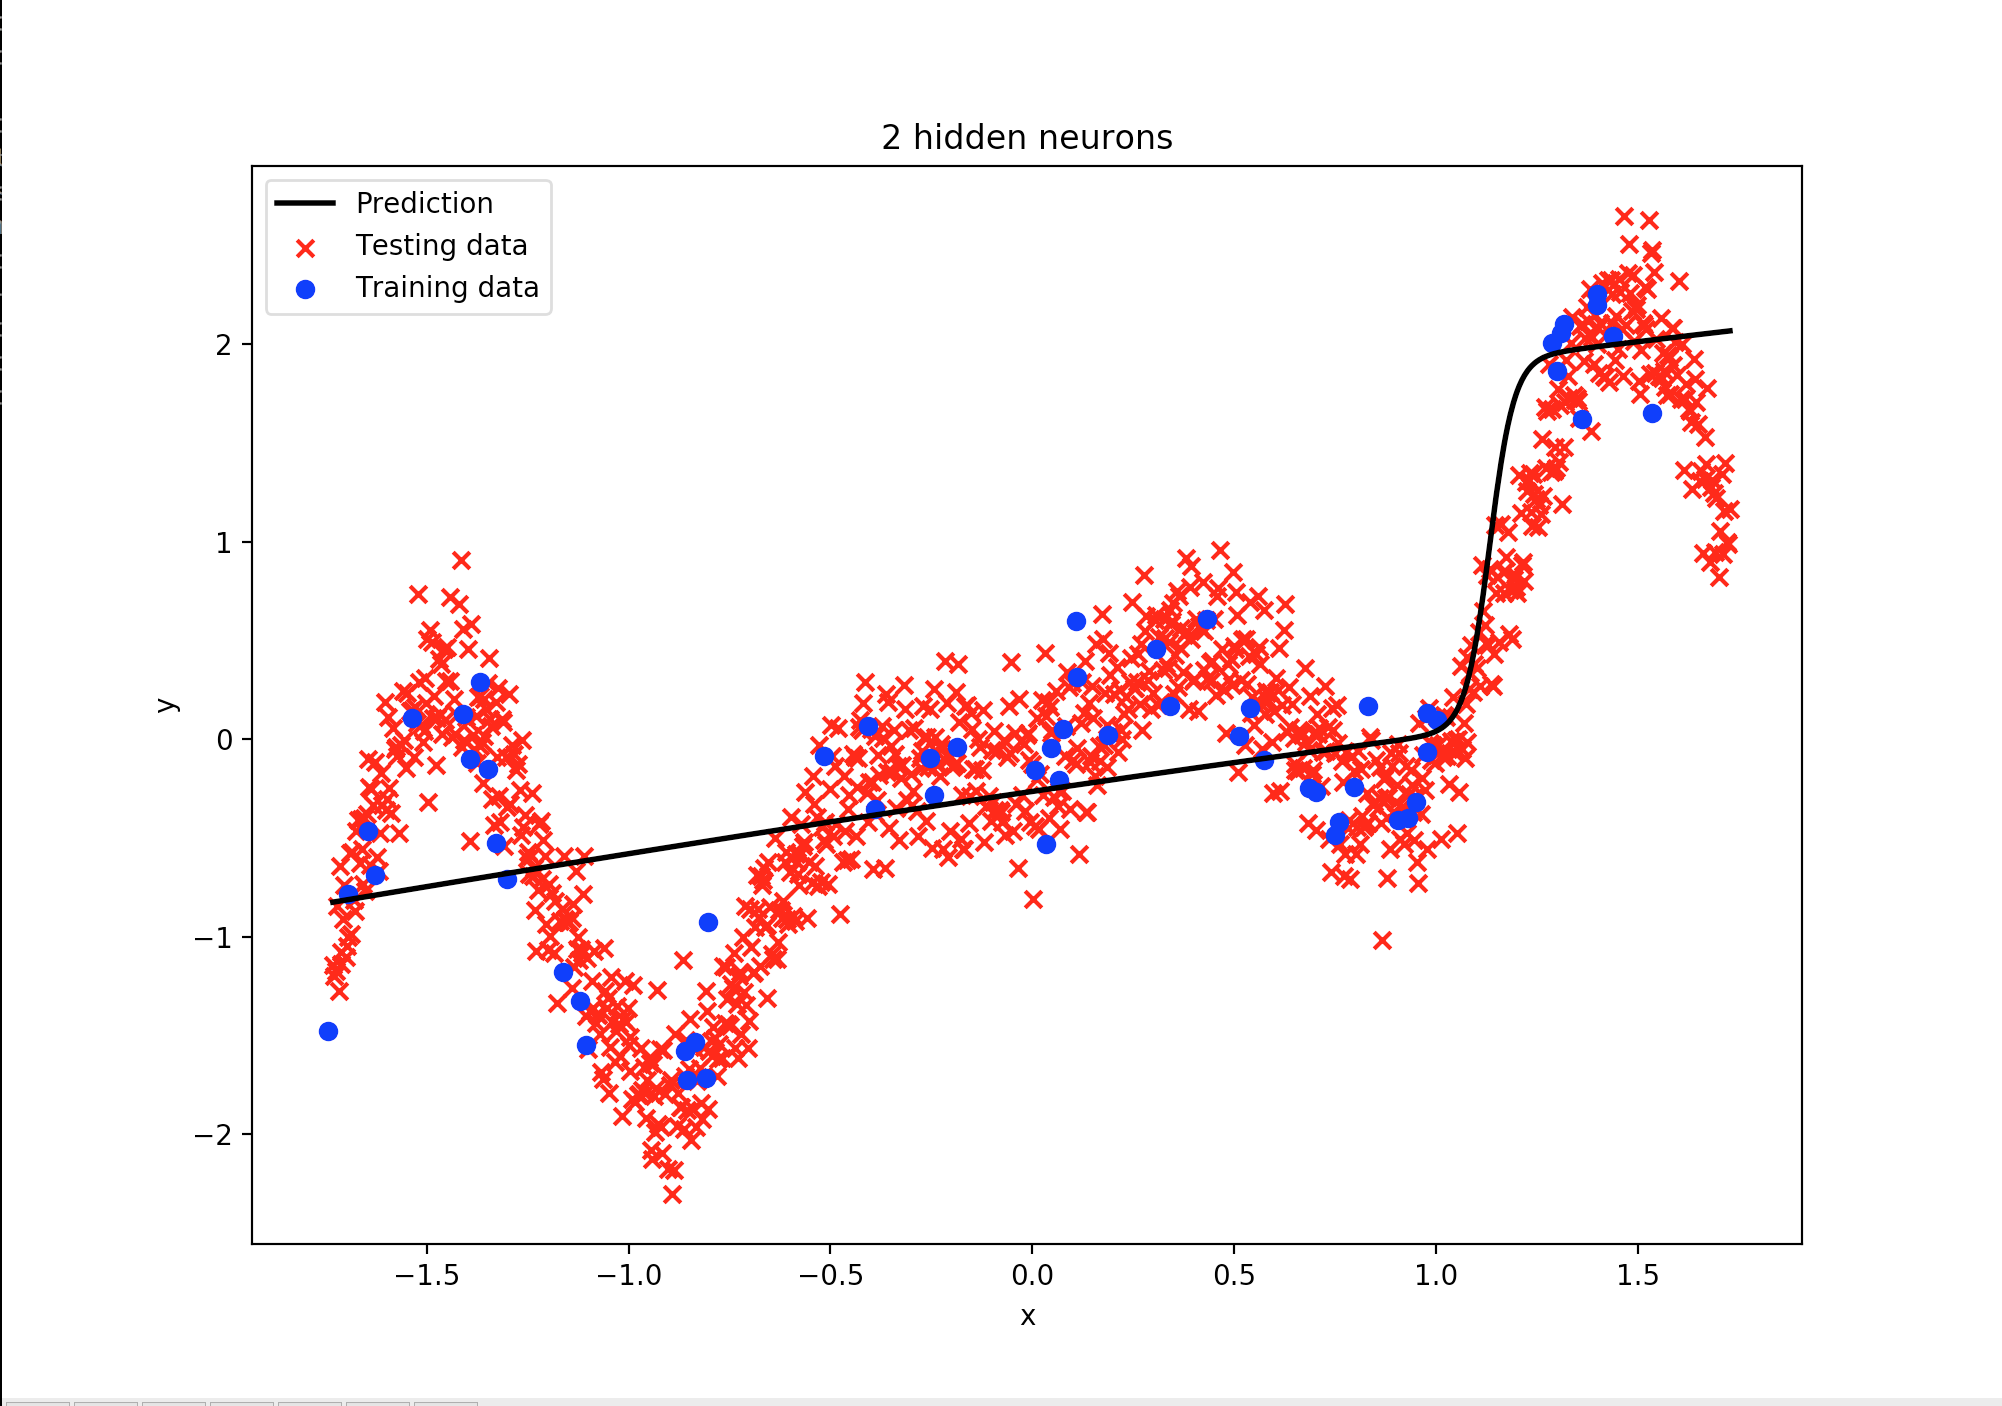 2 hidden neurons
Prediction
Testing data
Training data
2
1
0
−1
−2
y
−1.5 −1.0 −0.5 0.0 0.5 1.0 1.5
x